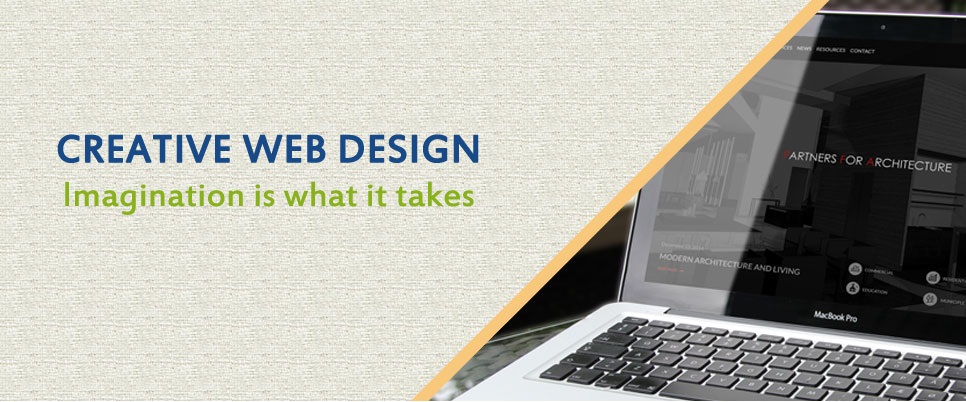 CREATIVE WEB DESIGN
Imagination is what it takes
NEWS RESOURCES CONTACT
PARTNERS FOR ARCHITECTURE
MODERN ARCHITECTURE AND LIVING
COMMERCIAL
EDUCATION
MacBook Pro